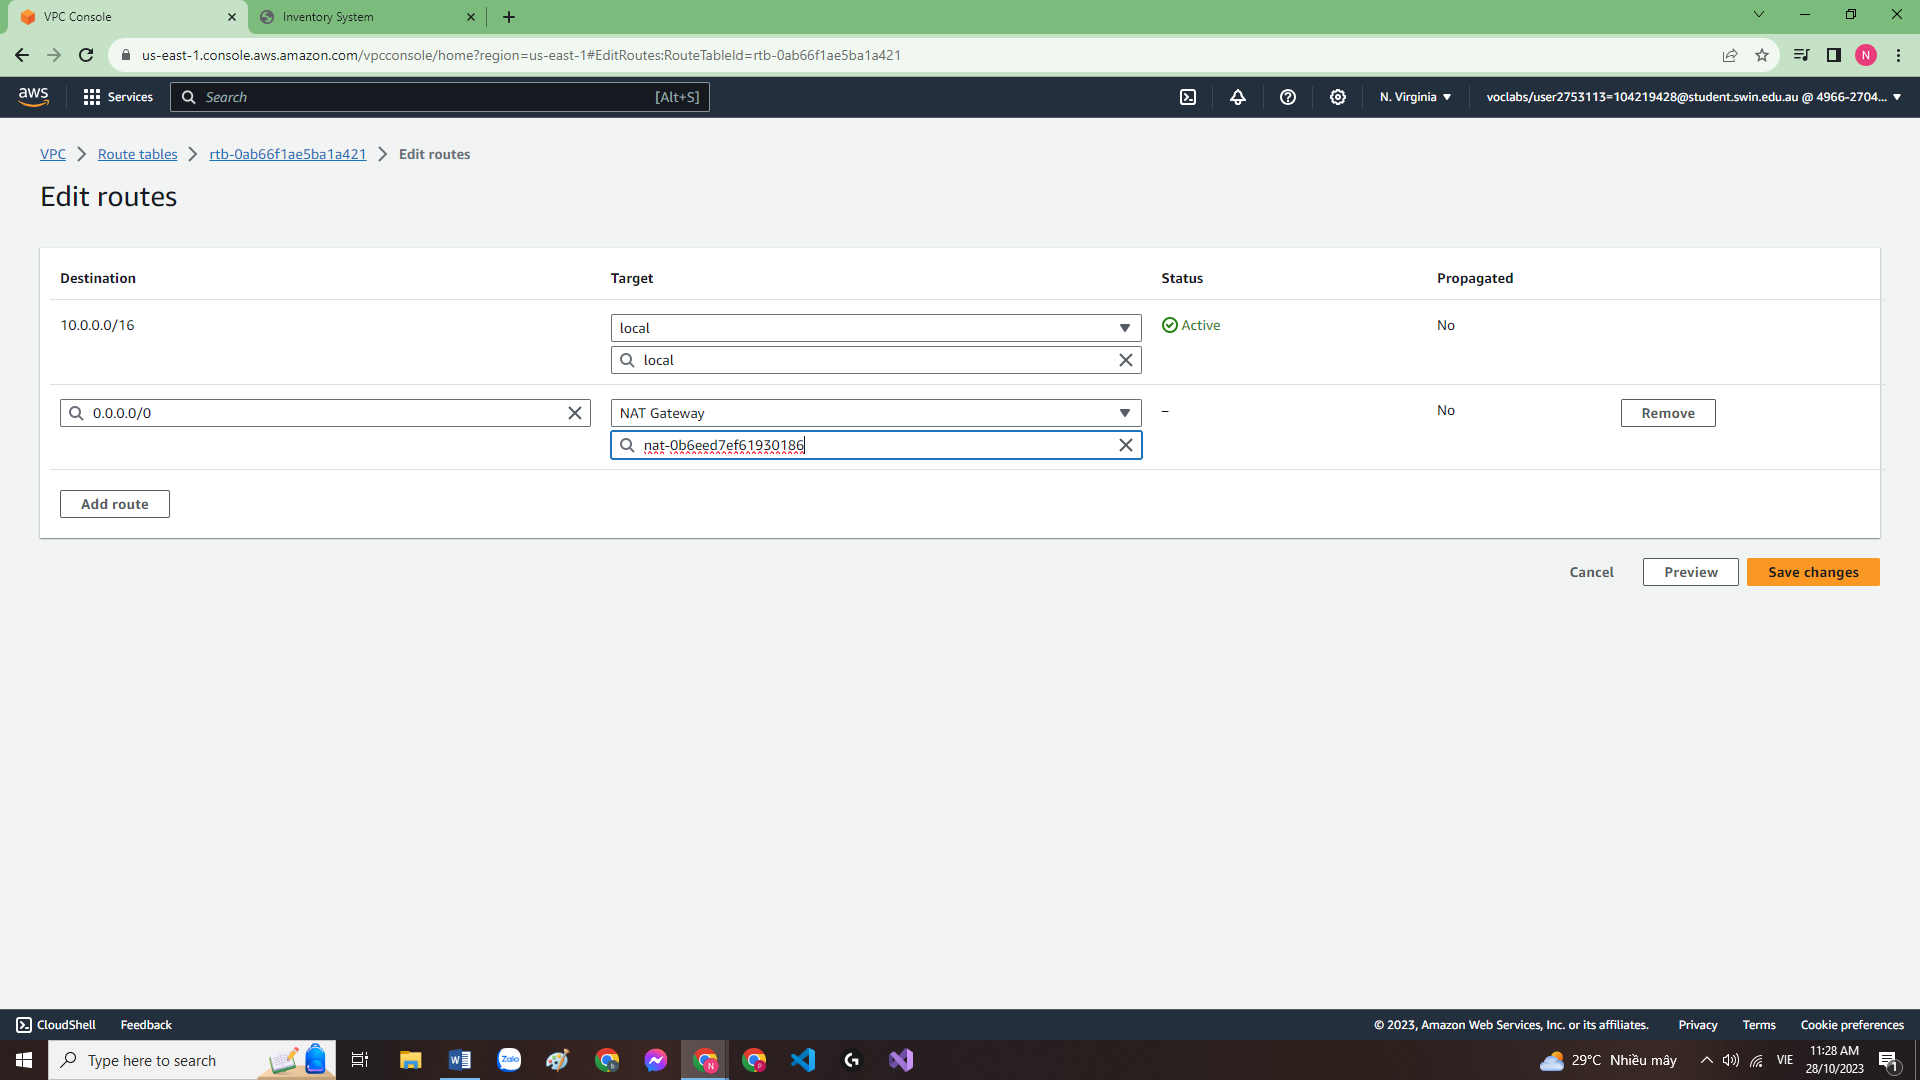 VPC Console
Inventory System
us-east-1.console.aws.amazon.com/vpcconsole/home?region=us-east-1#EditRoutes:RouteTableId=rtb-0ab66f1ae5ba1a421
N
aws
Services
Search
[Alt+S]
N. Virginia
voclabs/user2753113=104219428@student.swin.edu.au @ 4966-2704...
VPC
Route tables
rtb-0ab66f1ae5ba1a421
Edit routes
Edit routes
Destination
Target
Status
Propagated
10.0.0.0/16
local
Active
No
local
0.0.0.0/0
NAT Gateway
–
No
Remove
nat-0b6eed7ef61930186
Add route
Cancel
Preview
Save changes
CloudShell
Feedback
© 2023, Amazon Web Services, Inc. or its affiliates.
Privacy
Terms
Cookie preferences
Type here to search
Zalo
29°C Nhiều mây
VIE
11:28 AM
28/10/2023
1